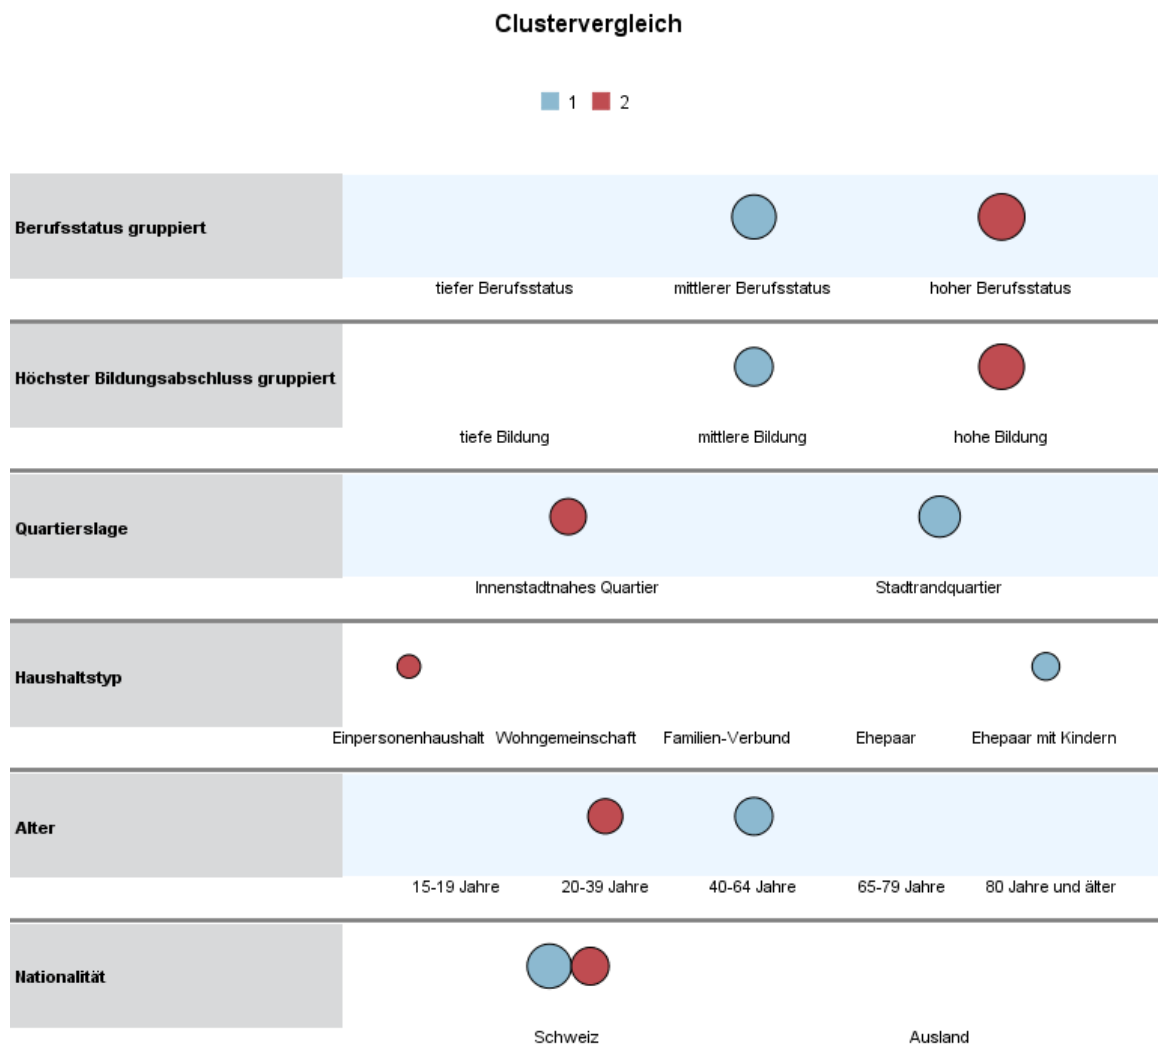 Clustervergleich
1 2
Berufsstatus gruppiert
tiefer Berufsstatus mittlerer Berufsstatus hoher Berufsstatus
Höchster Bildungsabschluss gruppiert
tiefe Bildung mittlere Bildung hohe Bildung
Quartierslage
Innenstadtnahes Quartier Stadtrandquartier
Haushaltstyp
Einpersonenhaushalt Wohngemeinschaft Familien-Verbund Ehepaar Ehepaar mit Kindern
Alter
15-19 Jahre 20-39 Jahre 40-64 Jahre 65-79 Jahre 80 Jahre und älter
Nationalität
Schweiz Ausland